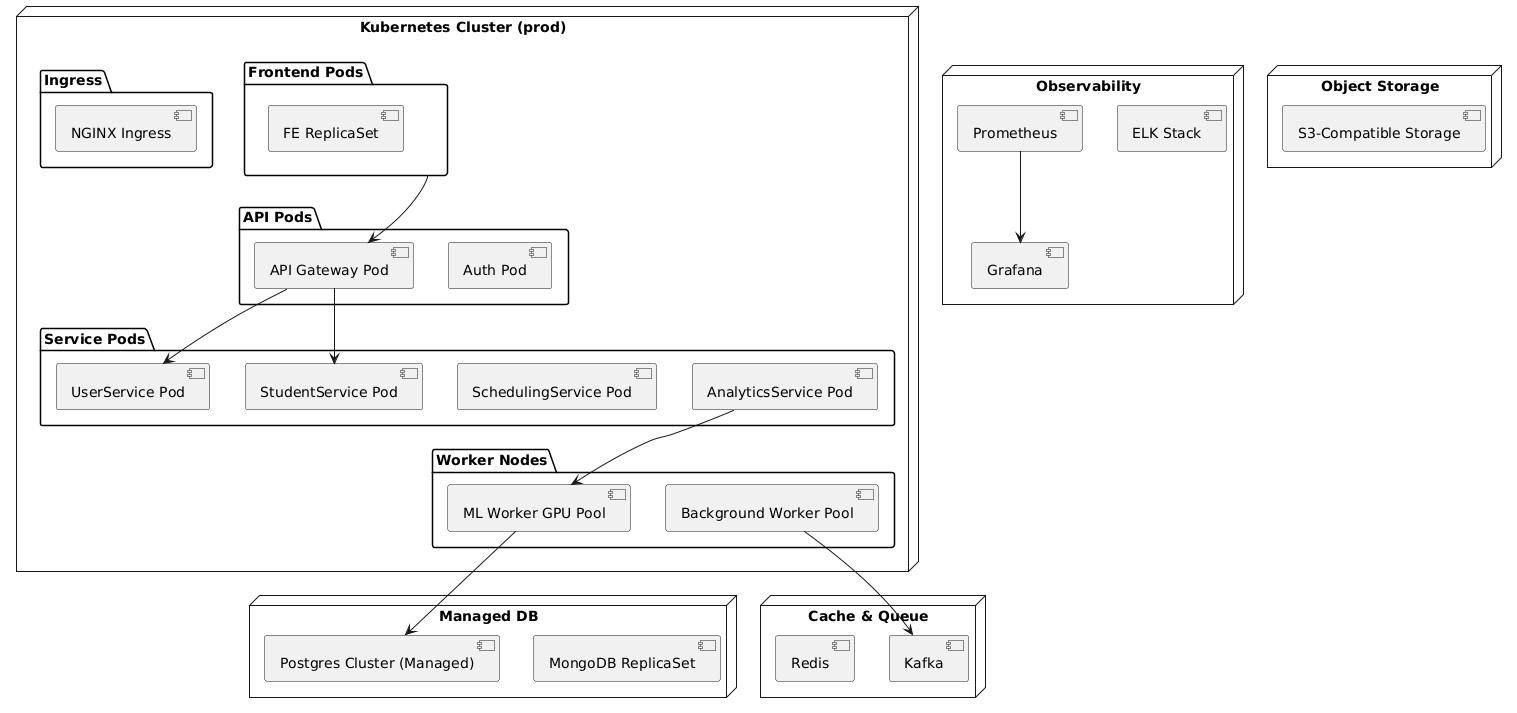 Kubernetes Cluster (prod)
Ingress
NGINX Ingress
Frontend Pods
FE ReplicaSet
API Pods
API Gateway Pod
Auth Pod
Service Pods
UserService Pod
StudentService Pod
SchedulingService Pod
AnalyticsService Pod
Worker Nodes
ML Worker GPU Pool
Background Worker Pool
Observability
Prometheus
ELK Stack
Grafana
Object Storage
S3-Compatible Storage
Managed DB
Postgres Cluster (Managed)
MongoDB ReplicaSet
Cache & Queue
Redis
Kafka